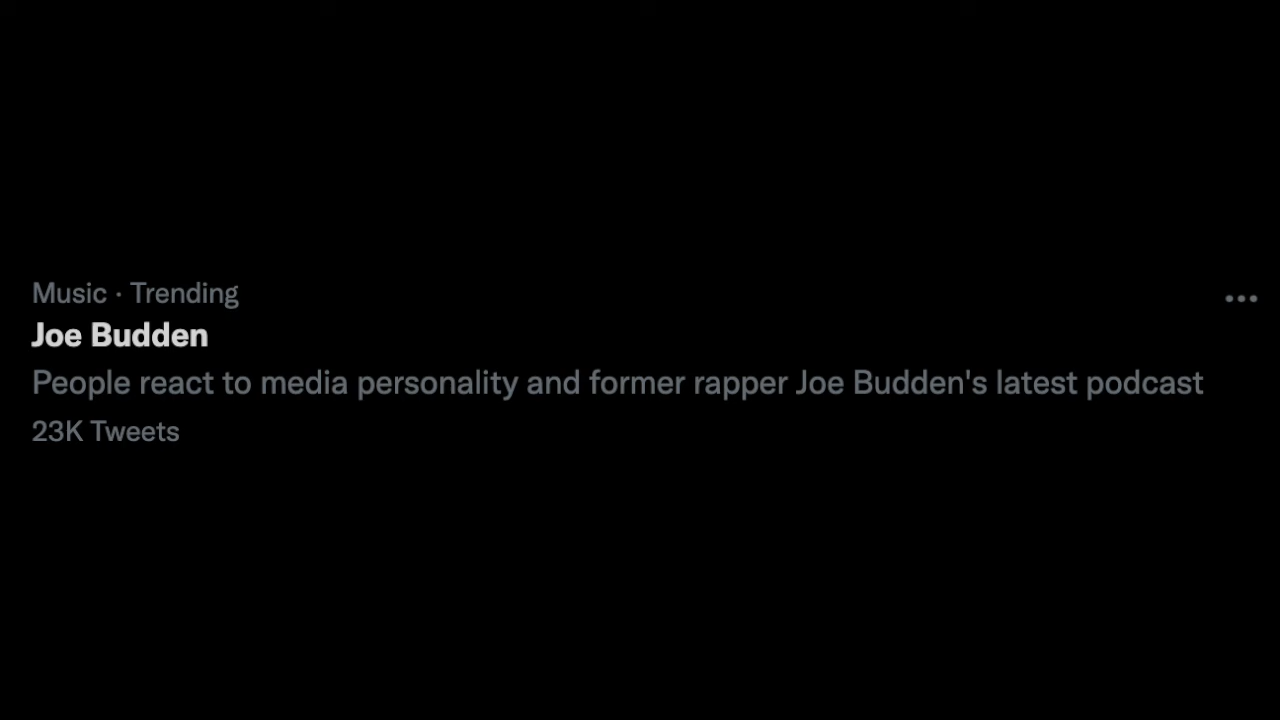 Music · Trending
Joe Budden
People react to media personality and former rapper Joe Budden's latest podcast
23K Tweets